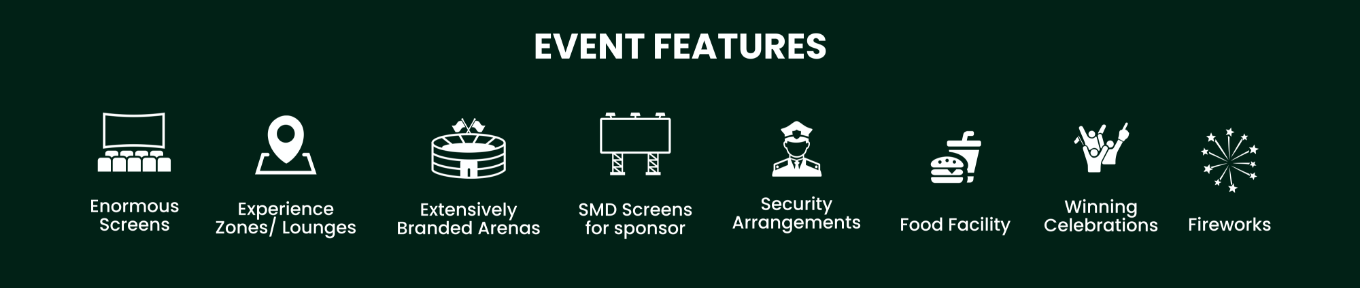 EVENT FEATURES
Enormous
Screens
Experience
Zones/ Lounges
Extensively
Branded Arenas
SMD Screens
for sponsor
Security
Arrangements
Food Facility
Winning
Celebrations
Fireworks